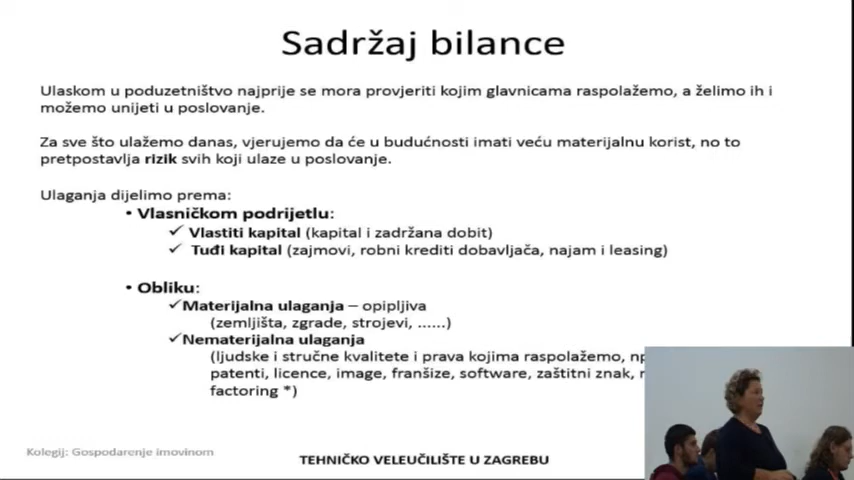 Sadržaj bilance
Ulaskom u poduzetništvo najprije se mora provjeriti kojim glavnicama raspolažemo, a želimo ih i
možemo unijeti u poslovanje.
Za sve što ulažemo danas, vjerujemo da će u budućnosti imati veću materijalnu korist, no to
pretpostavlja rizik svih koji ulaze u poslovanje.
Ulaganja dijelimo prema:
• Vlasničkom podrijetlu:
✓ Vlastiti kapital (kapital i zadržana dobit)
✓ Tuđi kapital (zajmovi, robni krediti dobavljača, najam i leasing)
• Obliku:
✓Materijalna ulaganja – opipljiva
(zemljišta, zgrade, strojevi, ......)
✓Nematerijalna ulaganja
(ljudske i stručne kvalitete i prava kojima raspolažemo,
patenti, licence, image, franšize, software, zaštitni znak,
factoring *)
Kolegij: Gospodarenje imovinom
TEHNIČKO VELEUČILIŠTE U ZAGREBU